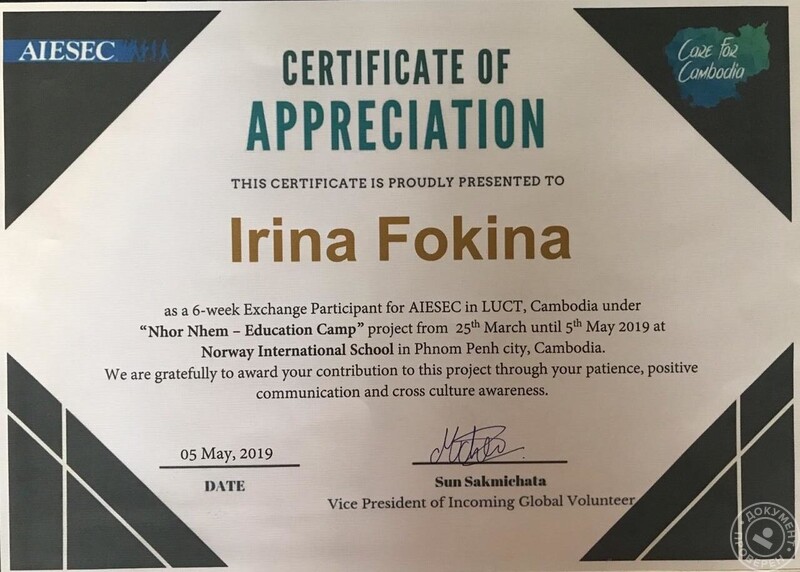 AIESEC
Care For
Cambodia
CERTIFICATE OF
APPRECIATION
THIS CERTIFICATE IS PROUDLY PRESENTED TO
Irina Fokina
as a 6-week Exchange Participant for AIESEC in LUCT, Cambodia under
“Nhor Nhem – Education Camp” project from 25th March until 5th May 2019 at
Norway International School in Phnom Penh city, Cambodia.
We are gratefully to award your contribution to this project through your patience, positive
communication and cross culture awareness.
05 May, 2019
DATE
Sun Sakmichata
Vice President of Incoming Global Volunteer
ДОКУМЕНТ
ПРОВЕРЕН